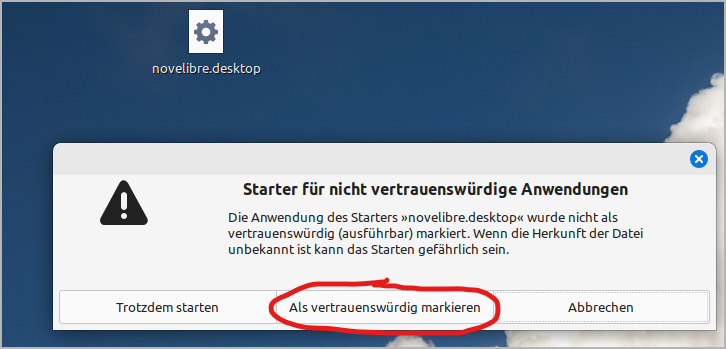 novelibre.desktop
Starter für nicht vertrauenswürdige Anwendungen
Die Anwendung des Starters »novelibre.desktop« wurde nicht als
vertrauenswürdig (ausführbar) markiert. Wenn die Herkunft der Datei
unbekannt ist kann das Starten gefährlich sein.
Trotzdem starten Als vertrauenswürdig markieren Abbrechen